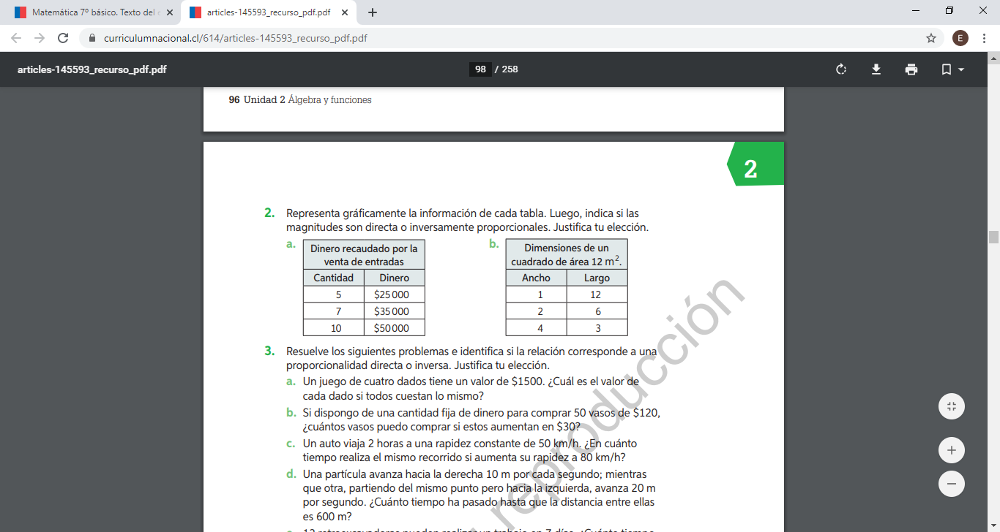 Matemática 7º básico. Texto del e
articles-145593_recurso_pdf.pdf
curriculumnacional.cl/614/articles-145593_recurso_pdf.pdf
E
articles-145593_recurso_pdf.pdf
98 / 258
96 Unidad 2 Álgebra y funciones
2
2. Representa gráficamente la información de cada tabla. Luego, indica si las
magnitudes son directa o inversamente proporcionales. Justifica tu elección.
a.
Dinero recaudado por la
venta de entradas
Cantidad Dinero
5 $25 000
7 $35 000
10 $50 000
b.
Dimensiones de un
cuadrado de área 12 m².
Ancho Largo
1 12
2 6
4 3
3. Resuelve los siguientes problemas e identifica si la relación corresponde a una
proporcionalidad directa o inversa. Justifica tu elección.
a. Un juego de cuatro dados tiene un valor de $1500. ¿Cuál es el valor de
cada dado si todos cuestan lo mismo?
b. Si dispongo de una cantidad fija de dinero para comprar 50 vasos de $120,
¿cuántos vasos puedo comprar si estos aumentan en $30?
c. Un auto viaja 2 horas a una rapidez constante de 50 km/h. ¿En cuánto
tiempo realiza el mismo recorrido si aumenta su rapidez a 80 km/h?
d. Una partícula avanza hacia la derecha 10 m por cada segundo; mientras
que otra, partiendo del mismo punto pero hacia la izquierda, avanza 20 m
por segundo. ¿Cuánto tiempo ha pasado hasta que la distancia entre ellas
es 600 m?
reproducción